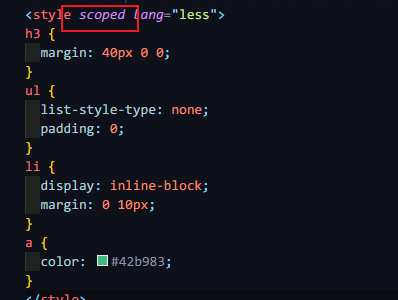 <style scoped lang="less">
h3 {
  margin: 40px 0 0;
}
ul {
  list-style-type: none;
  padding: 0;
}
li {
  display: inline-block;
  margin: 0 10px;
}
a {
  color: #42b983;
}
</style>